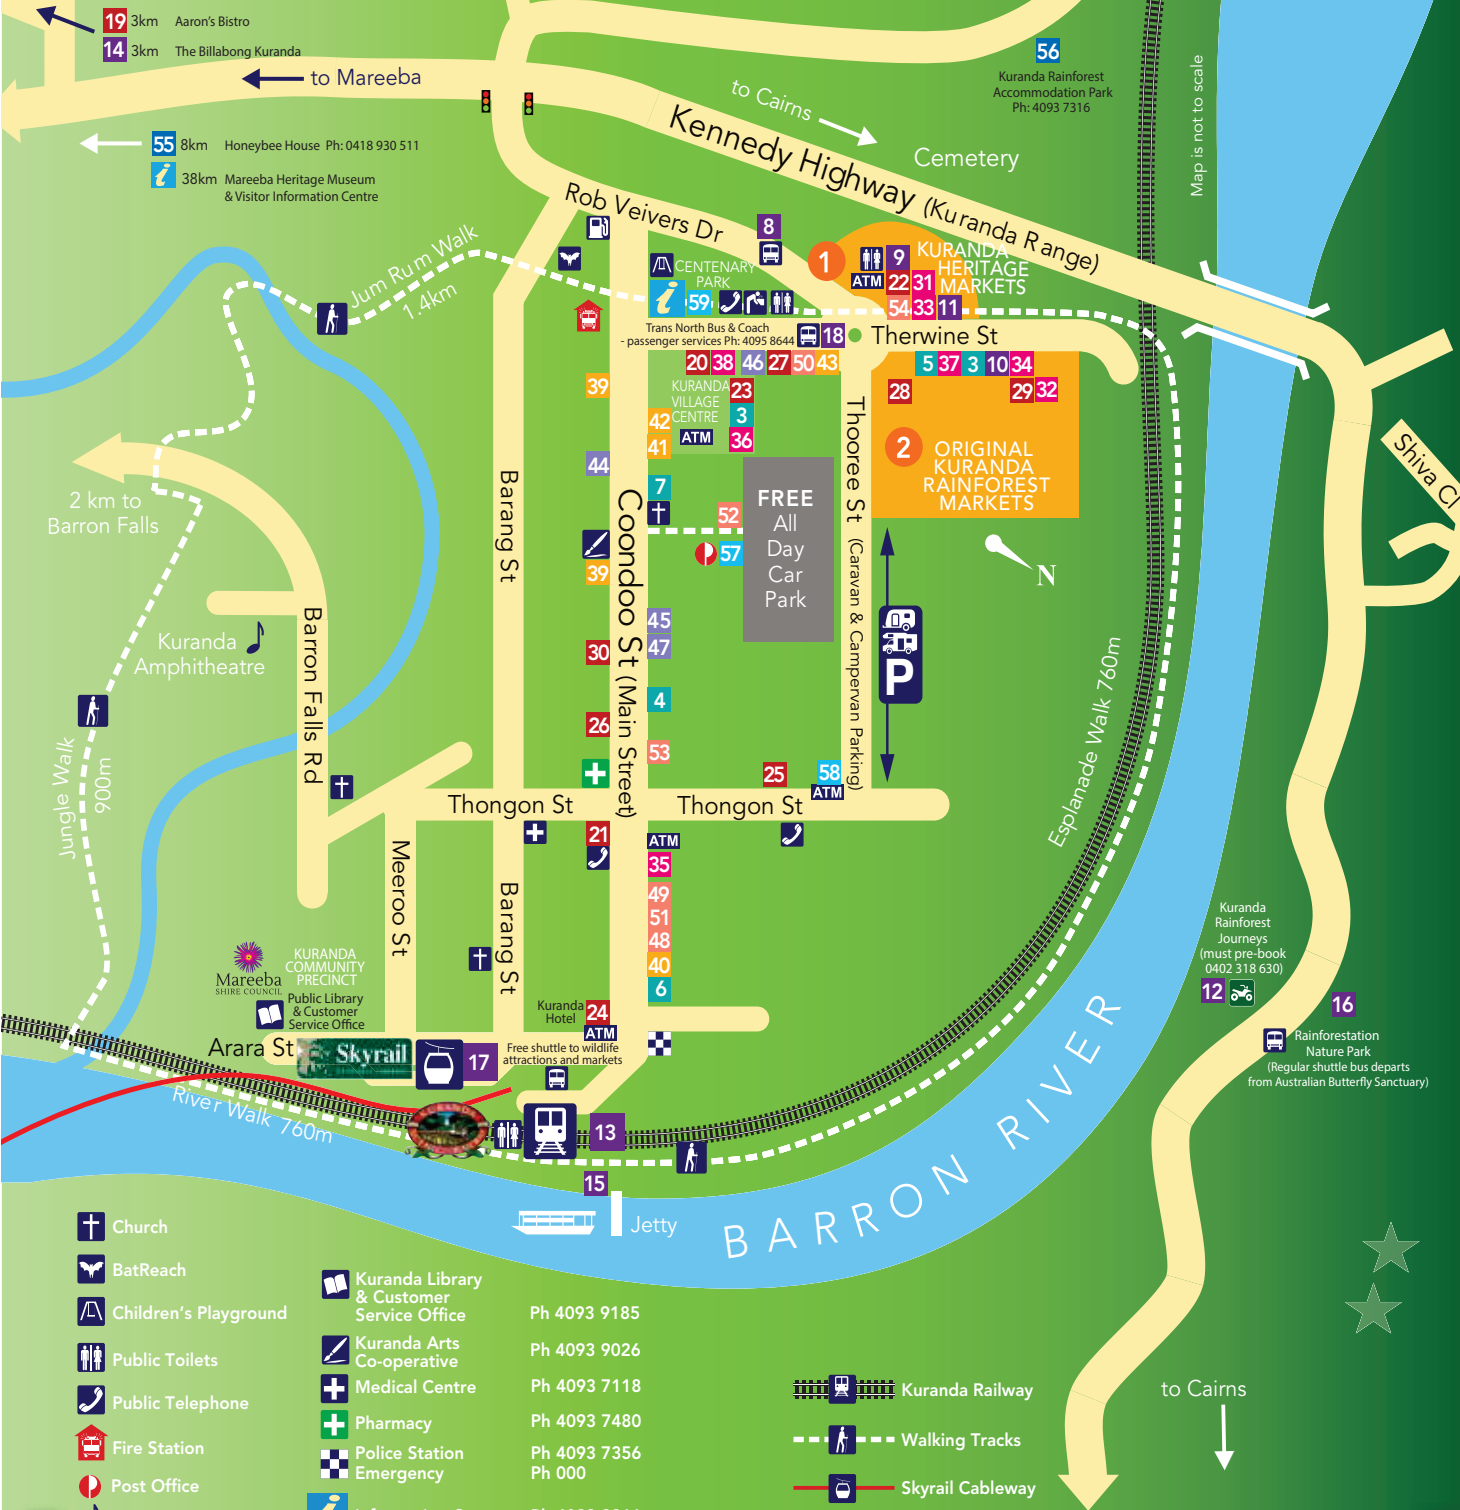 19 3km Aaron's Bistro
14 3km The Billabong Kuranda
to Mareeba
55 8km Honeybee House Ph: 0418 930 511
38km Mareeba Heritage Museum
& Visitor Information Centre
56
Kuranda Rainforest
Accommodation Park
Ph: 4093 7316
Map is not to scale
to Cairns
Cemetery
Kennedy Highway (Kuranda Range)
Rob Veivers Dr
Jum Rum Walk
1.4km
8
1
9
ATM 22 31
54 33 11
KURANDA
HERITAGE
MARKETS
CENTENARY
PARK
i 59
Trans North Bus & Coach
- passenger services Ph: 4095 8644
18
Therwine St
20 38 46 27 50 43
5 37 3 10 34
28
29 32
KURANDA
VILLAGE
CENTRE
23
3
ATM 36
39
42
41
44
7
2
ORIGINAL
KURANDA
RAINFOREST
MARKETS
52
57
FREE
All
Day
Car
Park
39
Thooree St (Caravan & Campervan Parking)
P
N
Shiva Cl
2 km to
Barron Falls
Barang St
Coondoo St (Main Street)
Kuranda
Amphitheatre
Barron Falls Rd
Jungle Walk
900m
45
47
30
4
26
53
25
58
ATM
Esplanade Walk 760m
Thongon St
Thongon St
21
ATM
35
49
51
48
40
6
Meeroo St
Barang St
Mareeba
SHIRE COUNCIL
KURANDA
COMMUNITY
PRECINCT
Public Library
& Customer
Service Office
Kuranda
Hotel
24
ATM
Arara St
Skyrail
17
Free shuttle to wildlife
attractions and markets
River Walk 760m
13
15
Jetty
BARRON RIVER
Kuranda
Rainforest
Journeys
(must pre-book
0402 318 630)
12
16
Rainforestation
Nature Park
(Regular shuttle bus departs
from Australian Butterfly Sanctuary)
Church
BatReach
Children's Playground
Public Toilets
Public Telephone
Fire Station
Post Office
Kuranda Library
& Customer
Service Office Ph 4093 9185
Kuranda Arts
Co-operative Ph 4093 9026
Medical Centre Ph 4093 7118
Pharmacy Ph 4093 7480
Police Station Ph 4093 7356
Emergency Ph 000
Kuranda Railway
Walking Tracks
Skyrail Cableway
to Cairns